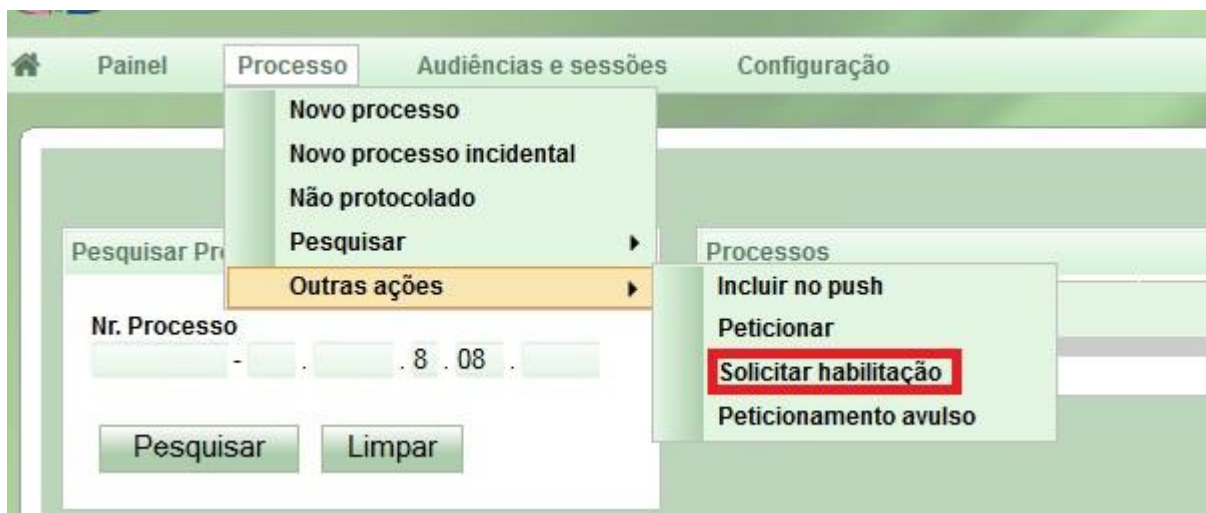 Painel Processo Audiências e sessões Configuração
Novo processo
Novo processo incidental
Não protocolado
Pesquisar
Outras ações
Pesquisar Pr
Processos
Incluir no push
Peticionar
Solicitar habilitação
Peticionamento avulso
Nr. Processo
- . . 8 . 08 .
Pesquisar Limpar